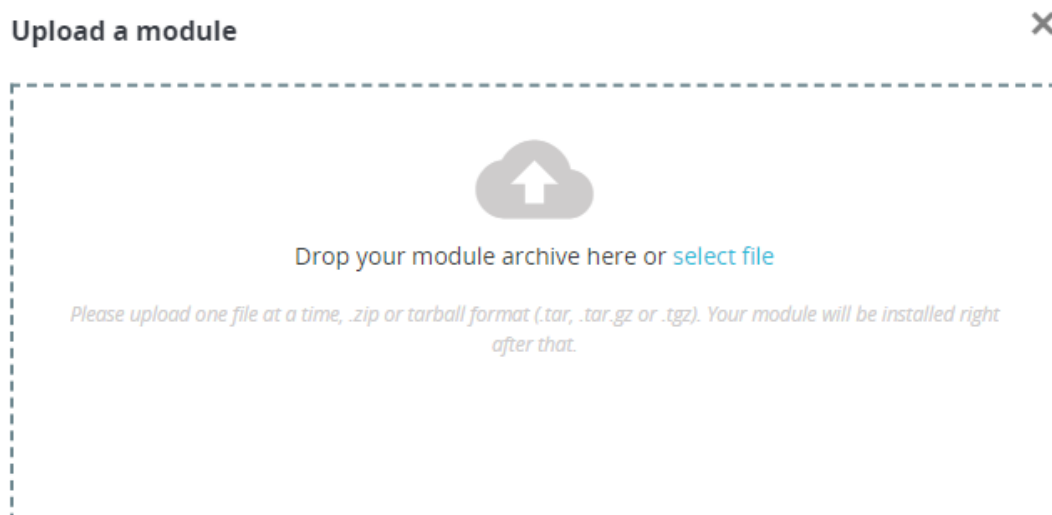 Upload a module
Drop your module archive here or select file
Please upload one file at a time, .zip or tarball format (.tar, .tar.gz or .tgz). Your module will be installed right
after that.